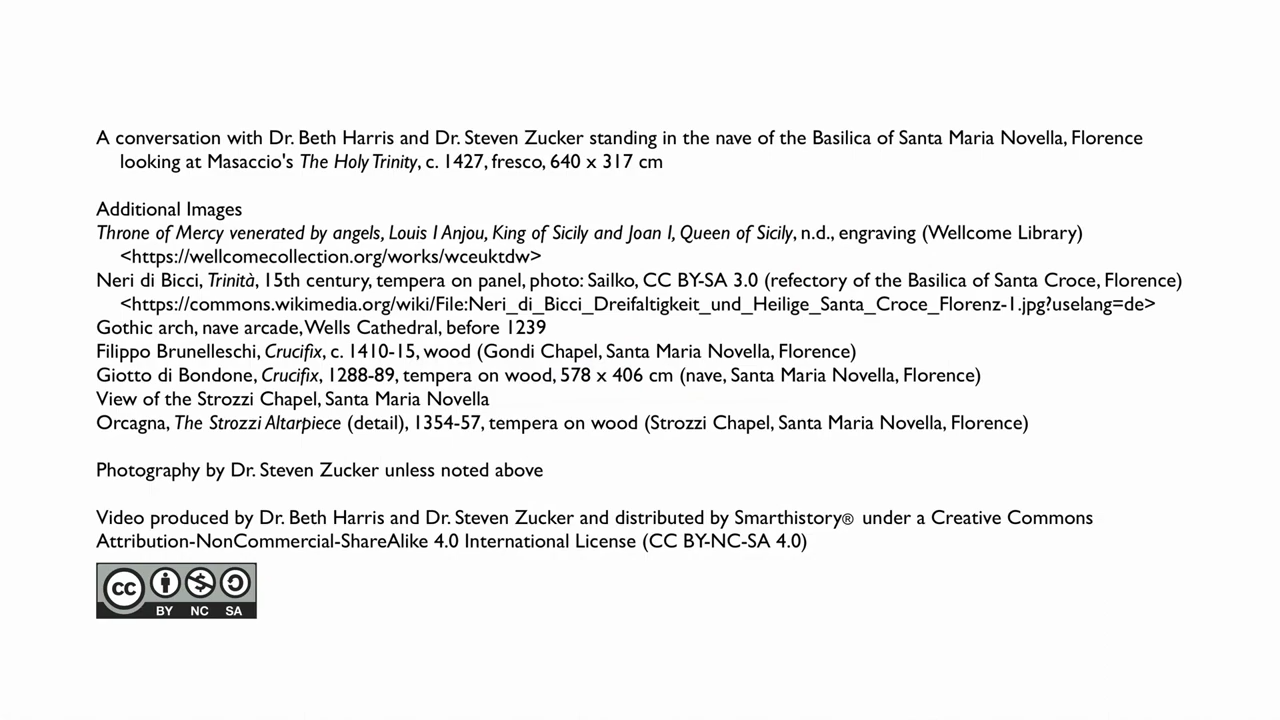 A conversation with Dr. Beth Harris and Dr. Steven Zucker standing in the nave of the Basilica of Santa Maria Novella, Florence
looking at Masaccio's The Holy Trinity, c. 1427, fresco, 640 x 317 cm
Additional Images
Throne of Mercy venerated by angels, Louis I Anjou, King of Sicily and Joan I, Queen of Sicily, n.d., engraving (Wellcome Library)
<https://wellcomecollection.org/works/wceuktdw>
Neri di Bicci, Trinità, 15th century, tempera on panel, photo: Sailko, CC BY-SA 3.0 (refectory of the Basilica of Santa Croce, Florence)
<https://commons.wikimedia.org/wiki/File:Neri_di_Bicci_Dreifaltigkeit_und_Heilige_Santa_Croce_Florenz-1.jpg?uselang=de>
Gothic arch, nave arcade, Wells Cathedral, before 1239
Filippo Brunelleschi, Crucifix, c. 1410-15, wood (Gondi Chapel, Santa Maria Novella, Florence)
Giotto di Bondone, Crucifix, 1288-89, tempera on wood, 578 x 406 cm (nave, Santa Maria Novella, Florence)
View of the Strozzi Chapel, Santa Maria Novella
Orcagna, The Strozzi Altarpiece (detail), 1354-57, tempera on wood (Strozzi Chapel, Santa Maria Novella, Florence)
Photography by Dr. Steven Zucker unless noted above
Video produced by Dr. Beth Harris and Dr. Steven Zucker and distributed by Smarthistory® under a Creative Commons
Attribution-NonCommercial-ShareAlike 4.0 International License (CC BY-NC-SA 4.0)
cc
BY NC SA